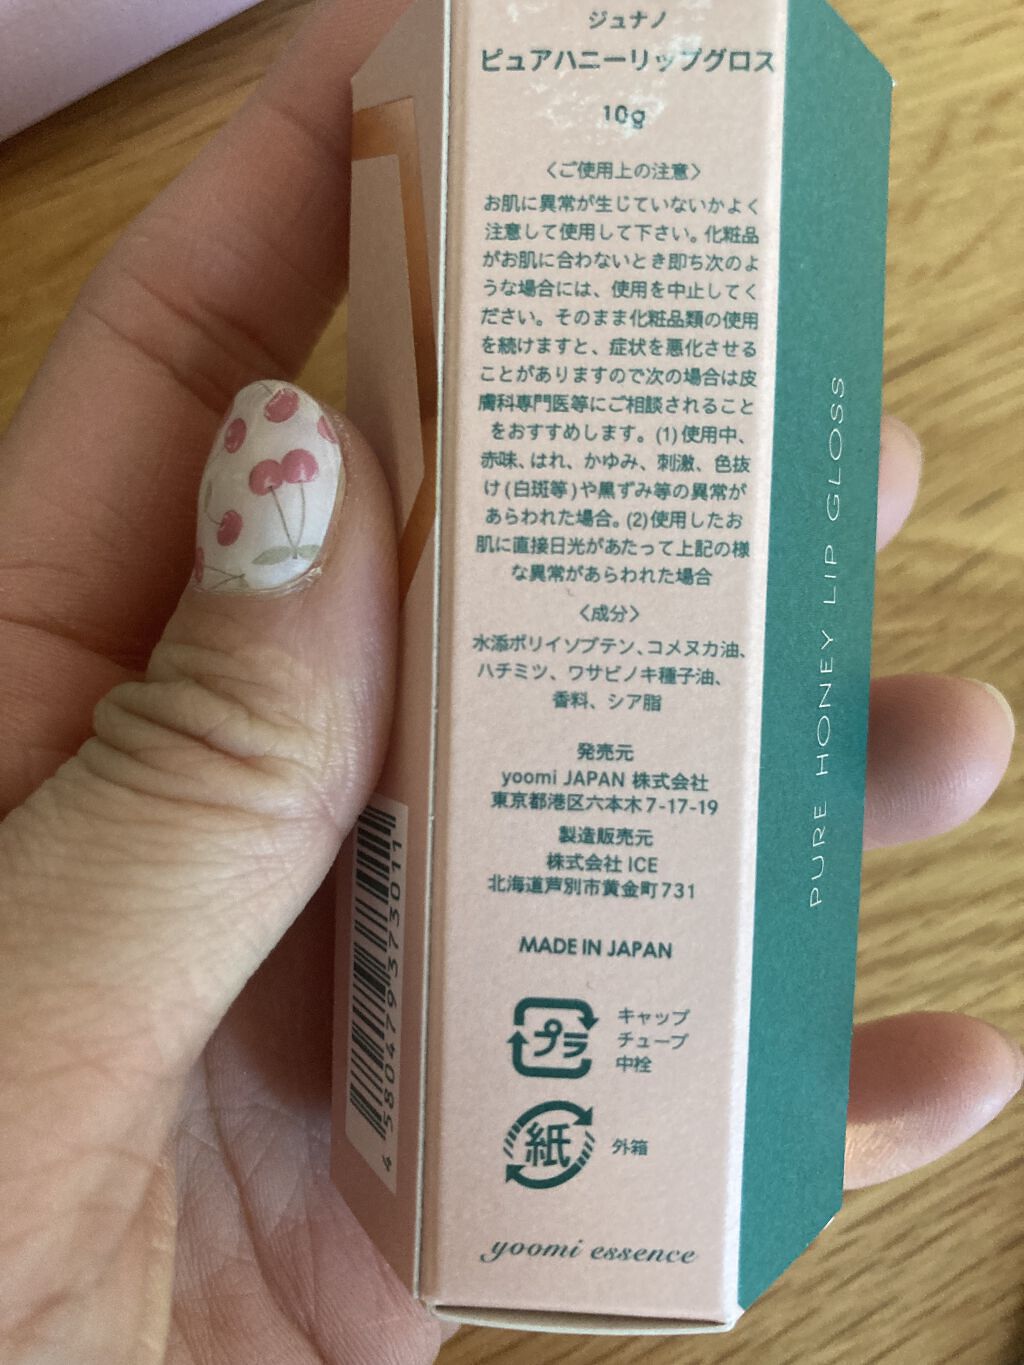 ジュナノ
ピュアハニーリップグロス
10g
〈ご使用上の注意〉
お肌に異常が生じていないかよく
注意して使用して下さい。化粧品
がお肌に合わないとき即ち次のよ
うな場合には、使用を中止してく
ださい。そのまま化粧品類の使用
を続けますと、症状を悪化させる
ことがありますので次の場合は皮
膚科専門医等にご相談されること
をおすすめします。(1)使用中、
赤味、はれ、かゆみ、刺激、色抜
け(白斑等)や黒ずみ等の異常が
あらわれた場合。(2)使用したお
肌に直接日光があたって上記の様
な異常があらわれた場合
〈成分〉
水添ポリイソブテン、コメヌカ油、
ハチミツ、ワサビノキ種子油、
香料、シア脂
発売元
yoomi JAPAN 株式会社
東京都港区六本木7-17-19
製造販売元
株式会社 ICE
北海道芦別市黄金町731
MADE IN JAPAN
プラ
キャップ
チューブ
中栓
紙
外箱
yoomi essence
PURE HONEY LIP GLOSS
4 580479 373011